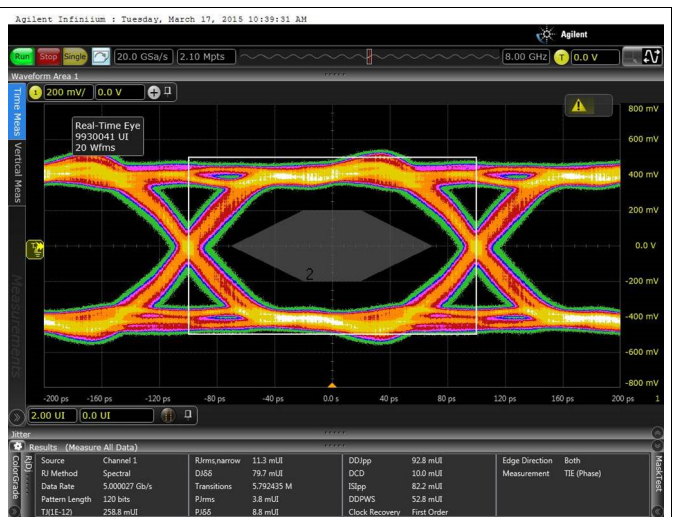 Agilent Infiniium : Tuesday, March 17, 2015 10:39:31 AM
Agilent
Run Stop Single 20.0 GSa/s 2.10 Mpts 8.00 GHz T 0.0 V
Waveform Area 1
1 200 mV/ 0.0 V
Time Meas
Vertical Meas
Measurements
Real-Time Eye
9930041 UI
20 Wfms
800 mV
600 mV
400 mV
200 mV
0.0 V
-200 mV
-400 mV
-600 mV
-800 mV
2
-200 ps -160 ps -120 ps -80 ps -40 ps 0.0 s 40 ps 80 ps 120 ps 160 ps 200 ps 1
2.00 UI 0.0 UI
Jitter
Results (Measure All Data)
ColorGrade
RJDJ
MaskTest
Source Channel 1 RJrms,narrow 11.3 mUI DDJpp 92.8 mUI Edge Direction Both
RJ Method Spectral DJδδ 79.7 mUI DCD 10.0 mUI Measurement TIE (Phase)
Data Rate 5.000027 Gb/s Transitions 5.792435 M ISIpp 82.2 mUI
Pattern Length 120 bits PJrms 3.8 mUI DDPWS 52.8 mUI
TJ(1E-12) 258.8 mUI PJδδ 8.8 mUI Clock Recovery First Order